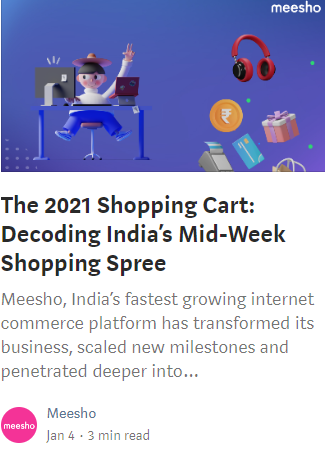 meesho
The 2021 Shopping Cart:
Decoding India's Mid-Week
Shopping Spree
Meesho, India's fastest growing internet
commerce platform has transformed its
business, scaled new milestones and
penetrated deeper into...
meesho
Meesho
Jan 4 · 3 min read